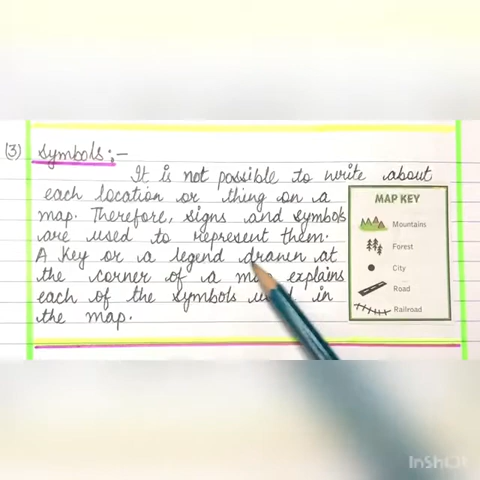 (3) Symbols:-
It is not possible to write about
each location or thing on a
map. Therefore, signs and symbols
are used to represent them.
A key or a legend drawn at
the corner of a map explains
each of the symbols used in
the map.
MAP KEY
Mountains
Forest
City
Road
Railroad
InShot